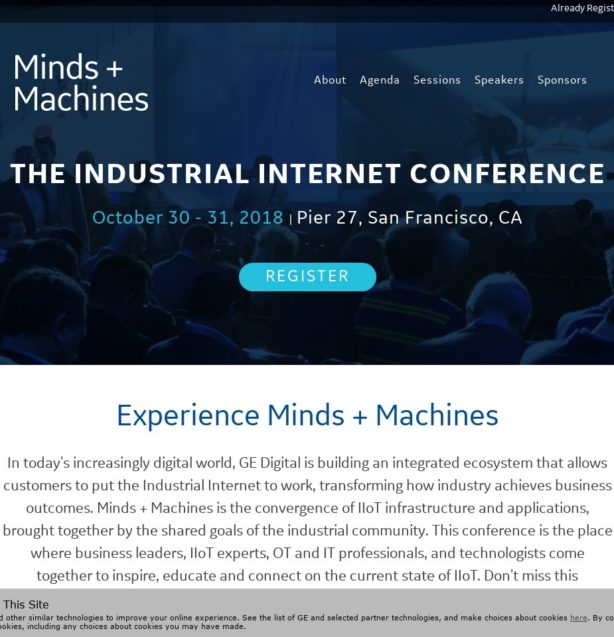 Already Regist
Minds +
Machines
About Agenda Sessions Speakers Sponsors
THE INDUSTRIAL INTERNET CONFERENCE
October 30 - 31, 2018 | Pier 27, San Francisco, CA
REGISTER
Experience Minds + Machines
In today's increasingly digital world, GE Digital is building an integrated ecosystem that allows
customers to put the Industrial Internet to work, transforming how industry achieves business
outcomes. Minds + Machines is the convergence of IIoT infrastructure and applications,
brought together by the shared goals of the industrial community. This conference is the place
where business leaders, IIoT experts, OT and IT professionals, and technologists come
together to inspire, educate and connect on the current state of IIoT. Don't miss this
This Site
d other similar technologies to improve your online experience. See the list of GE and selected partner technologies, and make choices about cookies here. By co
ookies, including any choices about cookies you may have made.